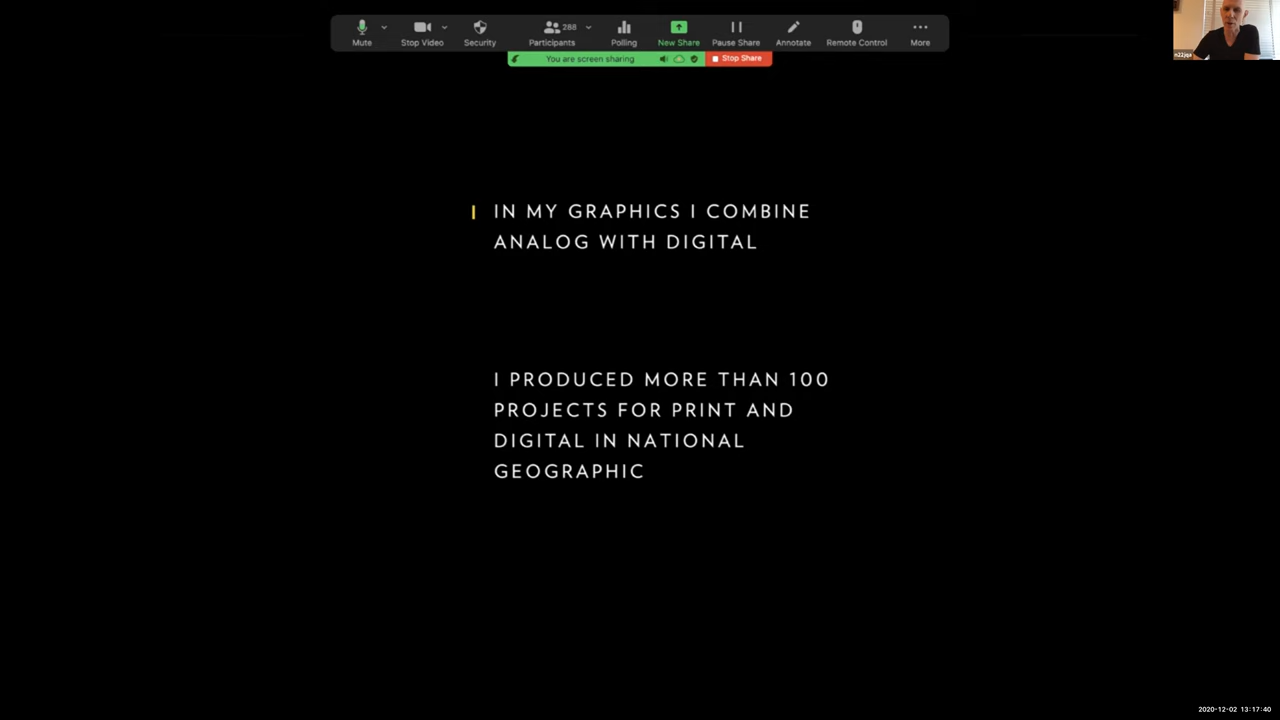 288
Mute
Stop Video
Security
Participants
Polling
New Share
Pause Share
Annotate
Remote Control
More
You are screen sharing
Stop Share
IN MY GRAPHICS I COMBINE
ANALOG WITH DIGITAL
I PRODUCED MORE THAN 100
PROJECTS FOR PRINT AND
DIGITAL IN NATIONAL
GEOGRAPHIC
2020-12-02 13:17:40